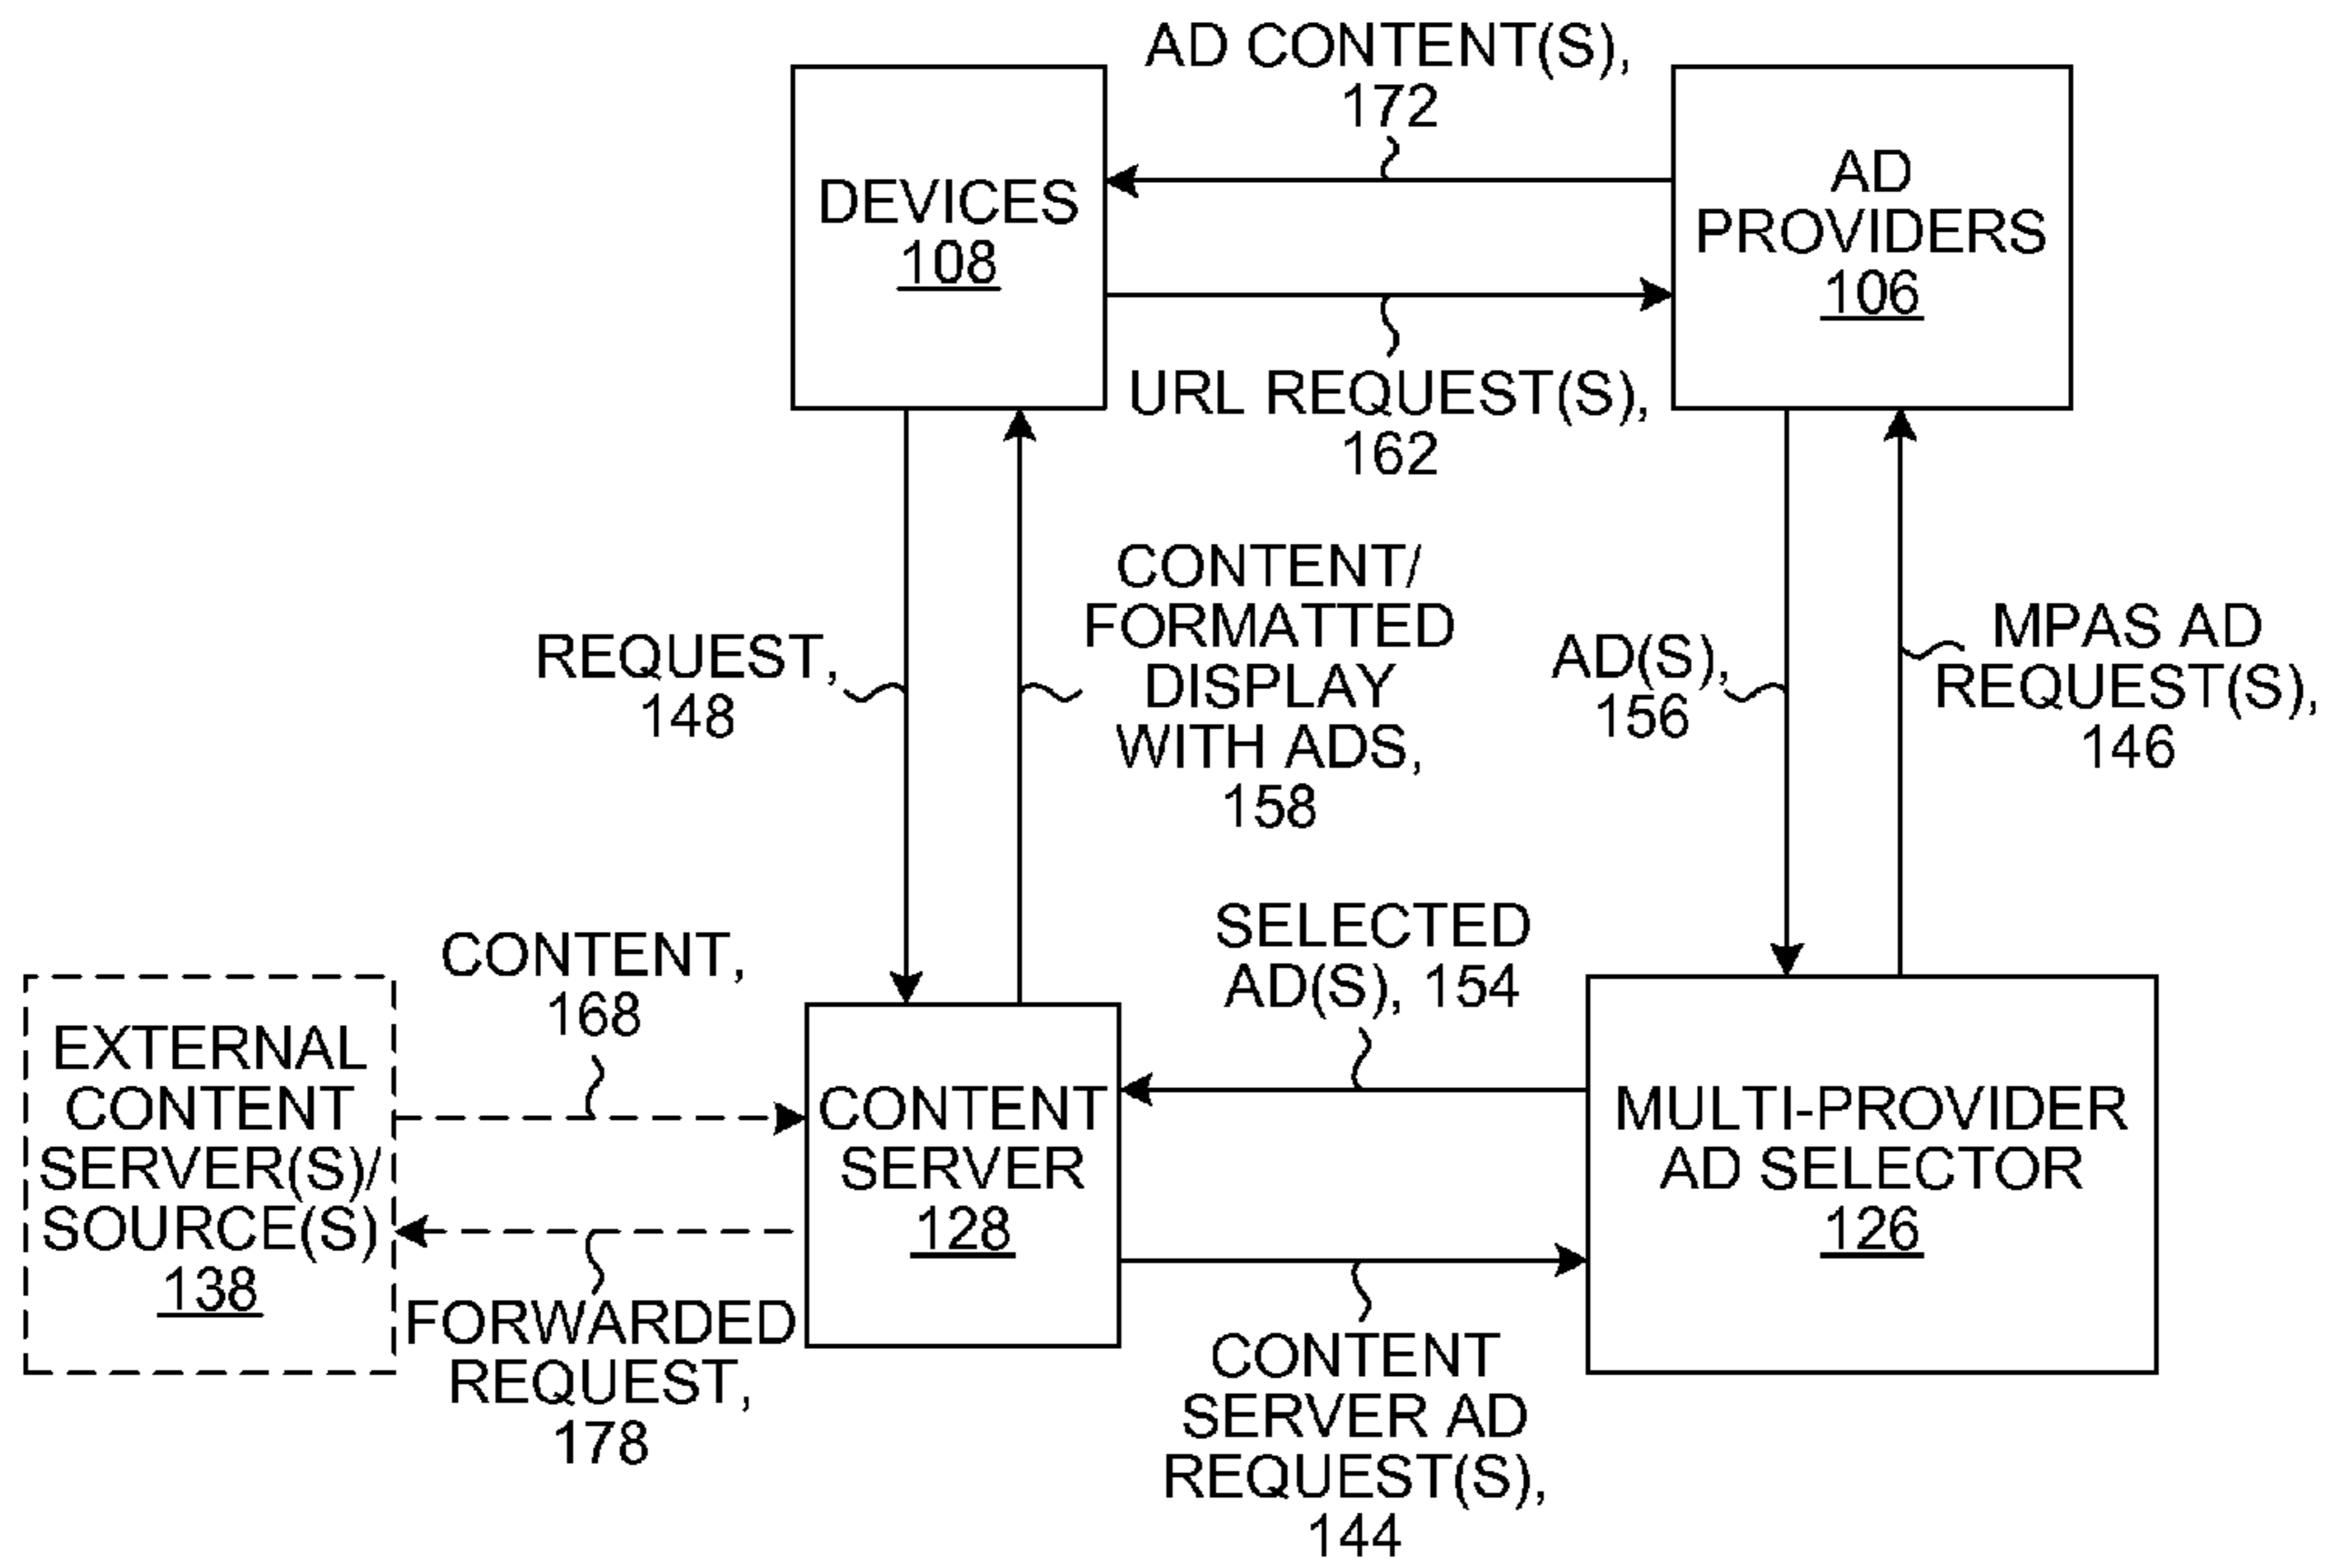 AD CONTENT(S),
172
DEVICES
108
AD
PROVIDERS
106
URL REQUEST(S),
162
REQUEST,
148
CONTENT/
FORMATTED
DISPLAY
WITH ADS,
158
AD(S),
156
MPAS AD
REQUEST(S),
146
CONTENT,
168
SELECTED
AD(S), 154
EXTERNAL
CONTENT
SERVER(S)/
SOURCE(S)
138
CONTENT
SERVER
128
MULTI-PROVIDER
AD SELECTOR
126
FORWARDED
REQUEST,
178
CONTENT
SERVER AD
REQUEST(S),
144